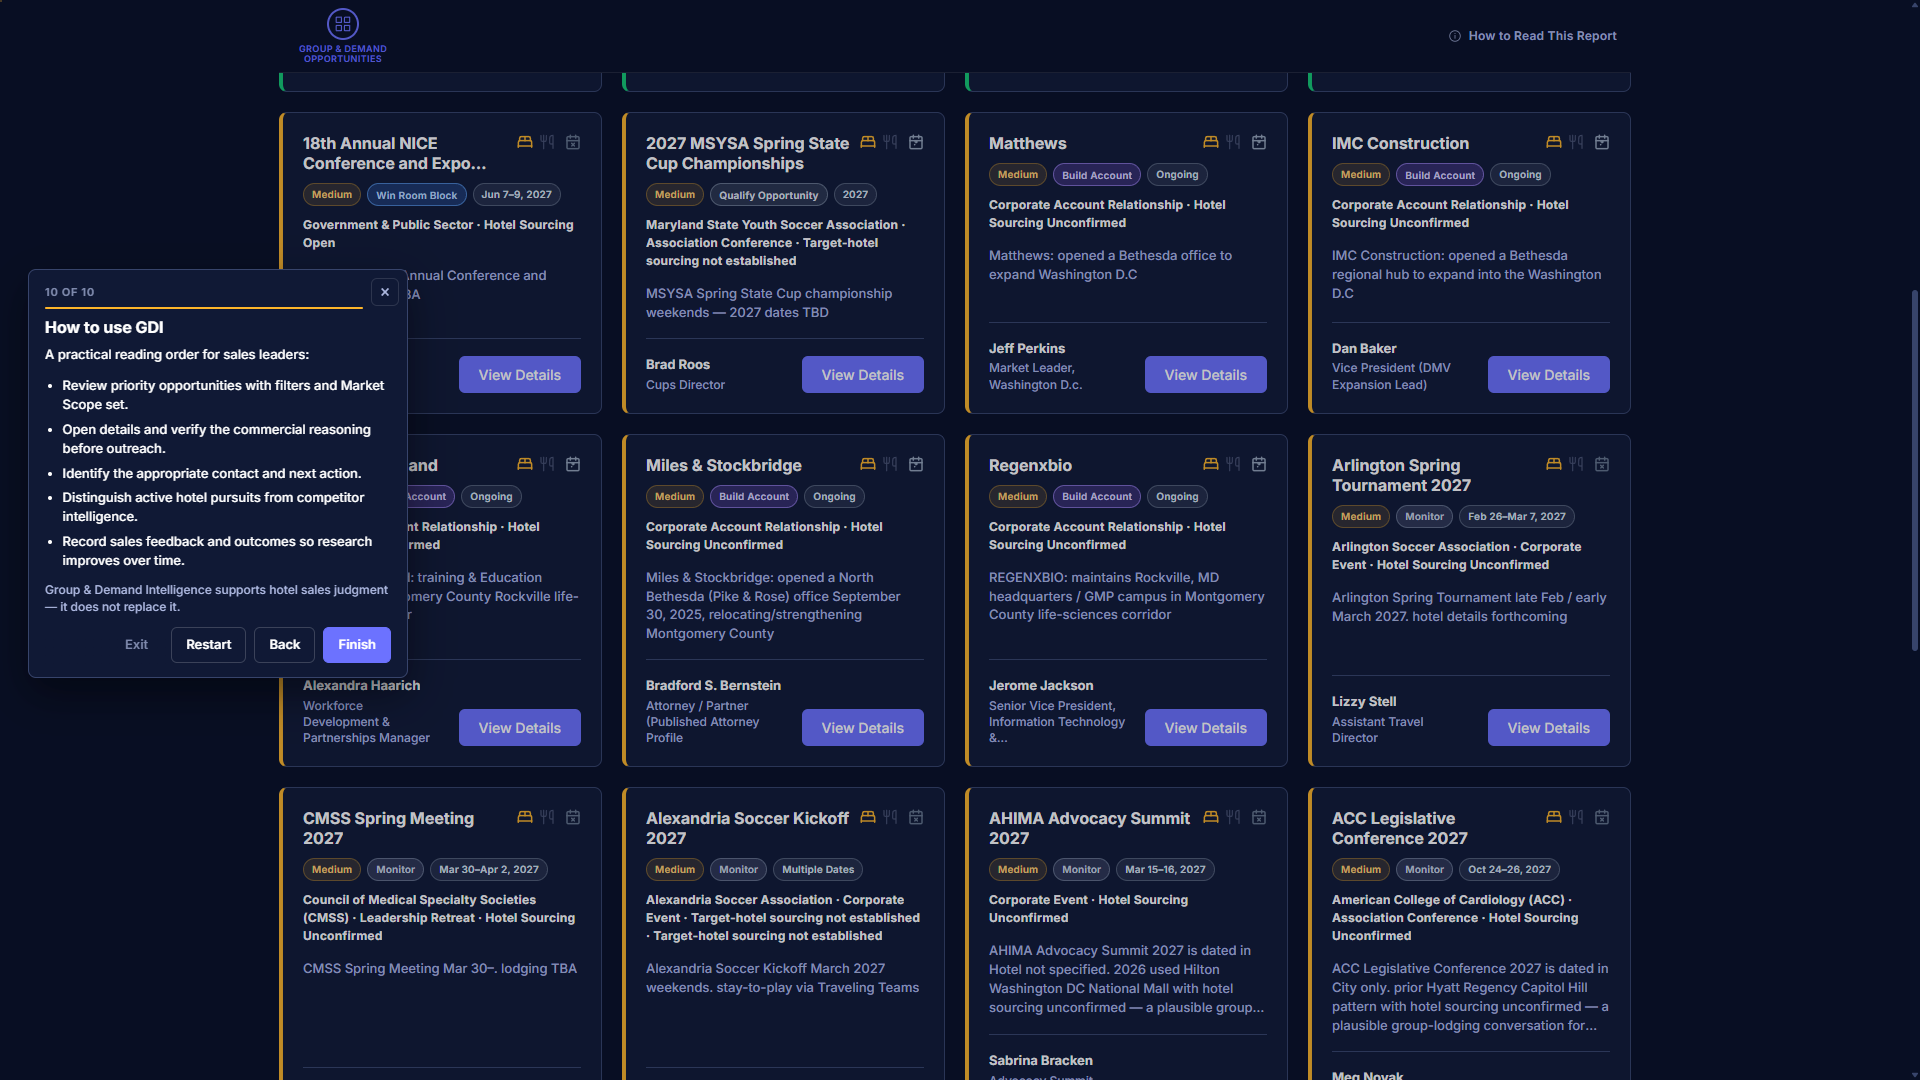 GROUP & DEMAND
OPPORTUNITIES
How to Read This Report
18th Annual NICE
Conference and Expo...
Medium
Win Room Block
Jun 7–9, 2027
Government & Public Sector · Hotel Sourcing
Open
nnual Conference and
BA
View Details
2027 MSYSA Spring State
Cup Championships
Medium
Qualify Opportunity
2027
Maryland State Youth Soccer Association ·
Association Conference · Target-hotel
sourcing not established
MSYSA Spring State Cup championship
weekends — 2027 dates TBD
Brad Roos
Cups Director
View Details
Matthews
Medium
Build Account
Ongoing
Corporate Account Relationship · Hotel
Sourcing Unconfirmed
Matthews: opened a Bethesda office to
expand Washington D.C
Jeff Perkins
Market Leader,
Washington D.c.
View Details
IMC Construction
Medium
Build Account
Ongoing
Corporate Account Relationship · Hotel
Sourcing Unconfirmed
IMC Construction: opened a Bethesda
regional hub to expand into the Washington
D.C
Dan Baker
Vice President (DMV
Expansion Lead)
View Details
10 OF 10
How to use GDI
A practical reading order for sales leaders:
• Review priority opportunities with filters and Market
Scope set.
• Open details and verify the commercial reasoning
before outreach.
• Identify the appropriate contact and next action.
• Distinguish active hotel pursuits from competitor
intelligence.
• Record sales feedback and outcomes so research
improves over time.
Group & Demand Intelligence supports hotel sales judgment
— it does not replace it.
Exit
Restart
Back
Finish
and
Account
Ongoing
nt Relationship · Hotel
rmed
l: training & Education
omery County Rockville life-
r
Alexandra Haarich
Workforce
Development &
Partnerships Manager
View Details
Miles & Stockbridge
Medium
Build Account
Ongoing
Corporate Account Relationship · Hotel
Sourcing Unconfirmed
Miles & Stockbridge: opened a North
Bethesda (Pike & Rose) office September
30, 2025, relocating/strengthening
Montgomery County
Bradford S. Bernstein
Attorney / Partner
(Published Attorney
Profile
View Details
Regenxbio
Medium
Build Account
Ongoing
Corporate Account Relationship · Hotel
Sourcing Unconfirmed
REGENXBIO: maintains Rockville, MD
headquarters / GMP campus in Montgomery
County life-sciences corridor
Jerome Jackson
Senior Vice President,
Information Technology
&...
View Details
Arlington Spring
Tournament 2027
Medium
Monitor
Feb 26–Mar 7, 2027
Arlington Soccer Association · Corporate
Event · Hotel Sourcing Unconfirmed
Arlington Spring Tournament late Feb / early
March 2027. hotel details forthcoming
Lizzy Stell
Assistant Travel
Director
View Details
CMSS Spring Meeting
2027
Medium
Monitor
Mar 30–Apr 2, 2027
Council of Medical Specialty Societies
(CMSS) · Leadership Retreat · Hotel Sourcing
Unconfirmed
CMSS Spring Meeting Mar 30–. lodging TBA
Alexandria Soccer Kickoff
2027
Medium
Monitor
Multiple Dates
Alexandria Soccer Association · Corporate
Event · Target-hotel sourcing not established
· Target-hotel sourcing not established
Alexandria Soccer Kickoff March 2027
weekends. stay-to-play via Traveling Teams
AHIMA Advocacy Summit
2027
Medium
Monitor
Mar 15–16, 2027
Corporate Event · Hotel Sourcing
Unconfirmed
AHIMA Advocacy Summit 2027 is dated in
Hotel not specified. 2026 used Hilton
Washington DC National Mall with hotel
sourcing unconfirmed — a plausible group...
Sabrina Bracken
Advocacy Summit
ACC Legislative
Conference 2027
Medium
Monitor
Oct 24–26, 2027
American College of Cardiology (ACC) ·
Association Conference · Hotel Sourcing
Unconfirmed
ACC Legislative Conference 2027 is dated in
City only. prior Hyatt Regency Capitol Hill
pattern with hotel sourcing unconfirmed — a
plausible group-lodging conversation for...
Meg Novak